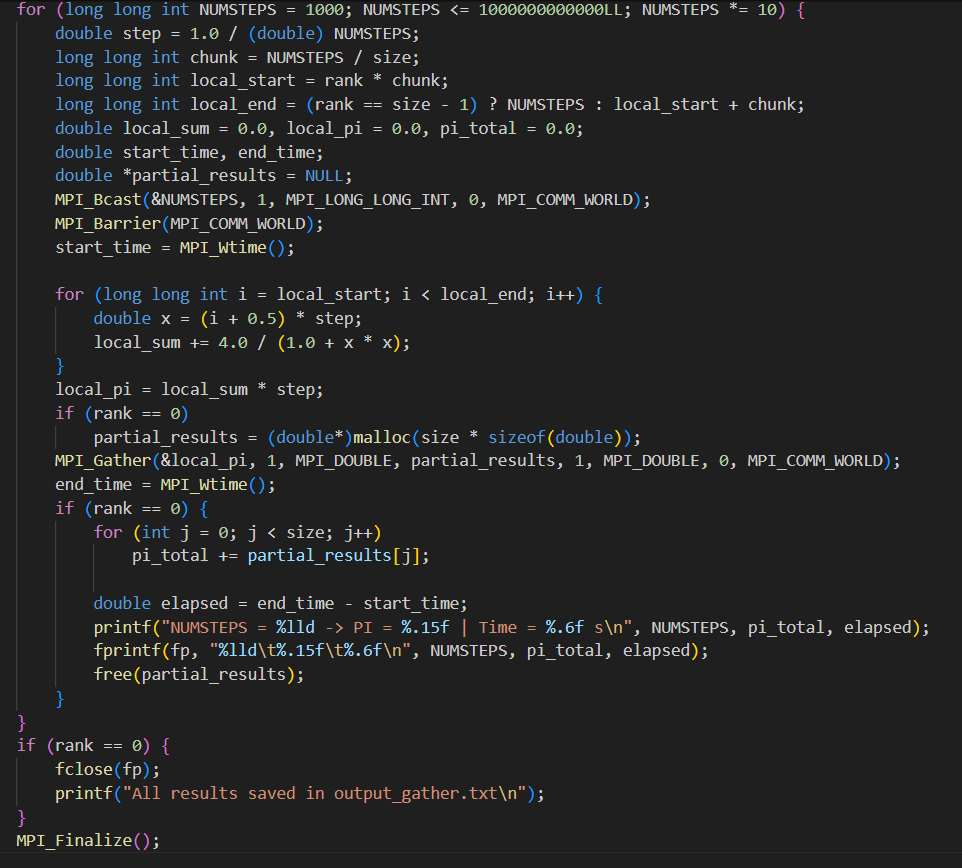 for (long long int NUMSTEPS = 1000; NUMSTEPS <= 1000000000000LL; NUMSTEPS *= 10) {
    double step = 1.0 / (double) NUMSTEPS;
    long long int chunk = NUMSTEPS / size;
    long long int local_start = rank * chunk;
    long long int local_end = (rank == size - 1) ? NUMSTEPS : local_start + chunk;
    double local_sum = 0.0, local_pi = 0.0, pi_total = 0.0;
    double start_time, end_time;
    double *partial_results = NULL;
    MPI_Bcast(&NUMSTEPS, 1, MPI_LONG_LONG_INT, 0, MPI_COMM_WORLD);
    MPI_Barrier(MPI_COMM_WORLD);
    start_time = MPI_Wtime();

    for (long long int i = local_start; i < local_end; i++) {
        double x = (i + 0.5) * step;
        local_sum += 4.0 / (1.0 + x * x);
    }
    local_pi = local_sum * step;
    if (rank == 0)
        partial_results = (double*)malloc(size * sizeof(double));
    MPI_Gather(&local_pi, 1, MPI_DOUBLE, partial_results, 1, MPI_DOUBLE, 0, MPI_COMM_WORLD);
    end_time = MPI_Wtime();
    if (rank == 0) {
        for (int j = 0; j < size; j++)
            pi_total += partial_results[j];

        double elapsed = end_time - start_time;
        printf("NUMSTEPS = %lld -> PI = %.15f | Time = %.6f s\n", NUMSTEPS, pi_total, elapsed);
        fprintf(fp, "%lld\t%.15f\t%.6f\n", NUMSTEPS, pi_total, elapsed);
        free(partial_results);
    }
}
if (rank == 0) {
    fclose(fp);
    printf("All results saved in output_gather.txt\n");
}
MPI_Finalize();